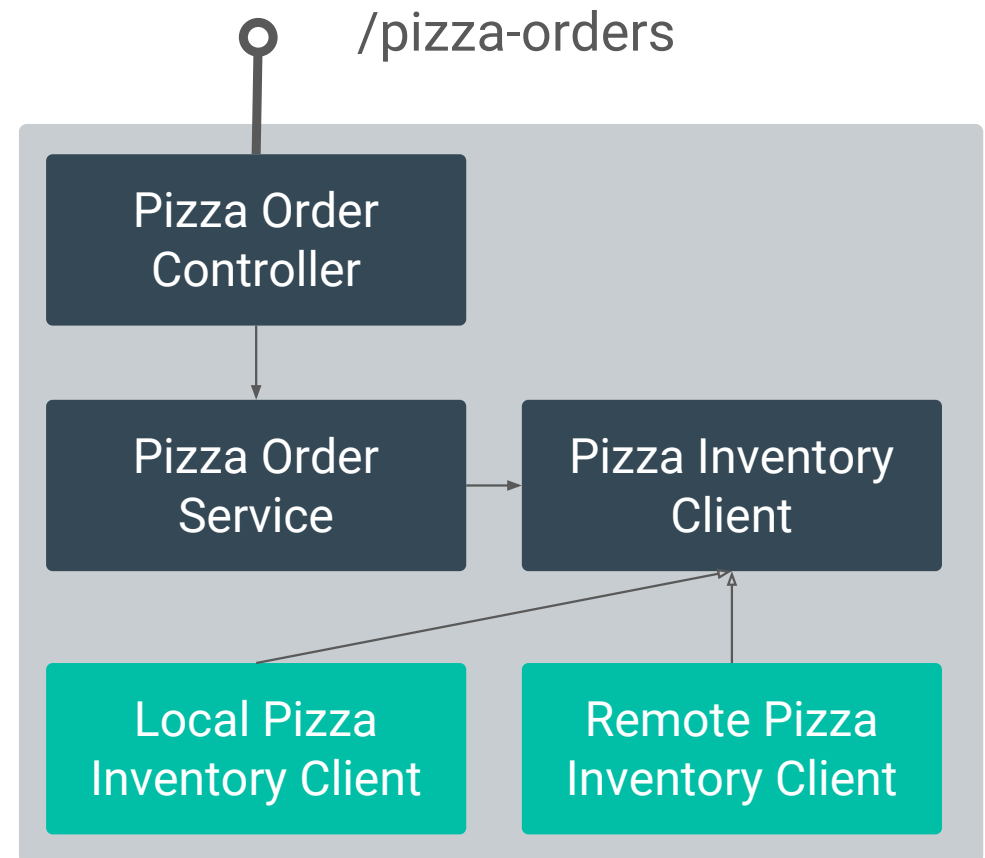 /pizza-orders
Pizza Order
Controller
Pizza Order
Service
Pizza Inventory
Client
Local Pizza
Inventory Client
Remote Pizza
Inventory Client